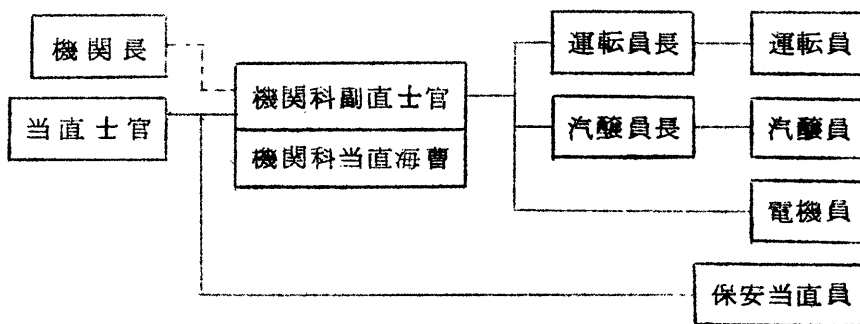 機関長
当直士官
機関科副直士官
機関科当直海曹
運転員長
運転員
汽醸員長
汽醸員
電機員
保安当直員